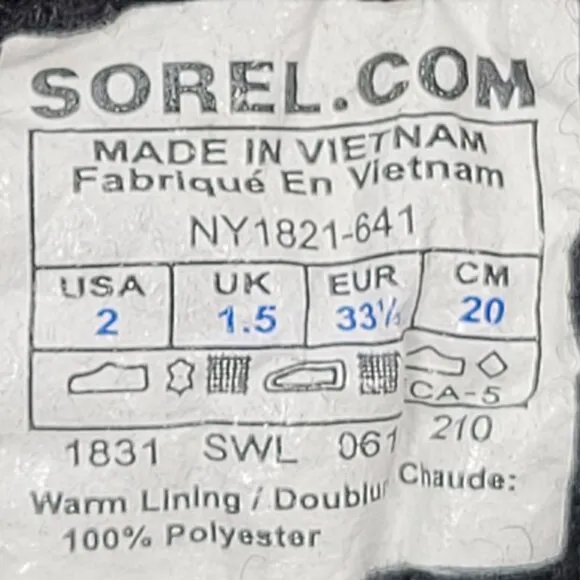 SOREL.COM
MADE IN VIETNAM
Fabriqué En Vietnam
NY1821-641
USA UK EUR CM
2 1.5 33½ 20
CA-5
1831 SWL 061 210
Warm Lining / Doublur Chaude:
100% Polyester